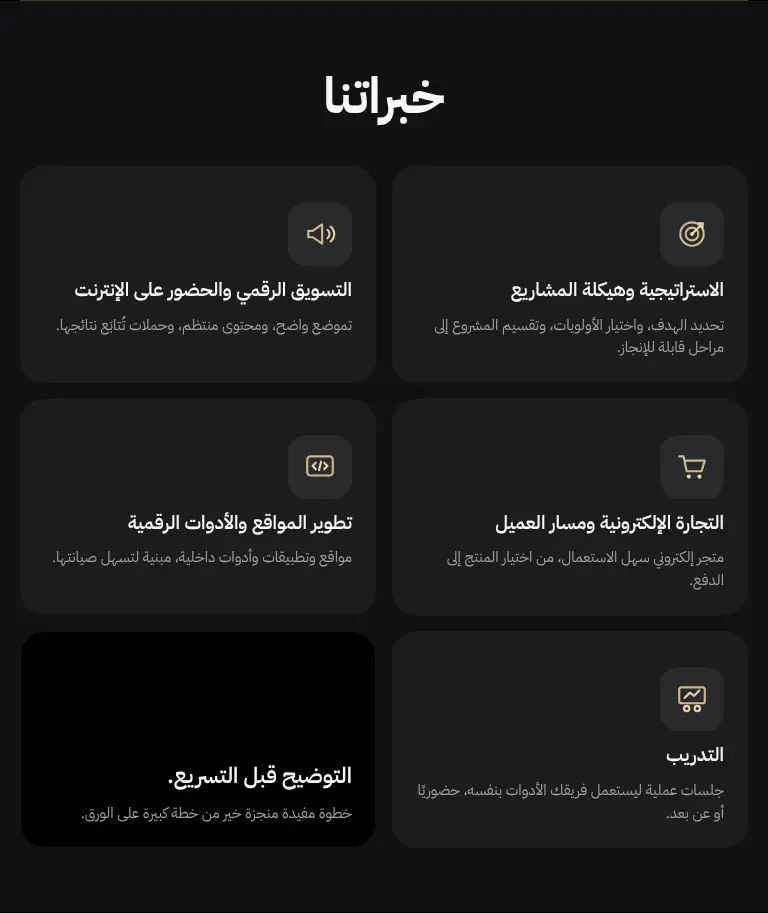 خبراتنا
الاستراتيجية وهيكلة المشاريع
تحديد الهدف، واختيار الأولويات، وتقسيم المشروع إلى
مراحل قابلة للإنجاز.
التسويق الرقمي والحضور على الإنترنت
تموضع واضح، ومحتوى منتظم، وحملات تُتابَع نتائجها.
التجارة الإلكترونية ومسار العميل
متجر إلكتروني سهل الاستعمال، من اختيار المنتج إلى
الدفع.
تطوير المواقع والأدوات الرقمية
مواقع وتطبيقات وأدوات داخلية، مبنية لتسهل صيانتها.
التدريب
جلسات عملية ليستعمل فريقك الأدوات بنفسه، حضوريًا
أو عن بعد.
التوضيح قبل التسريع.
خطوة مفيدة منجزة خير من خطة كبيرة على الورق.